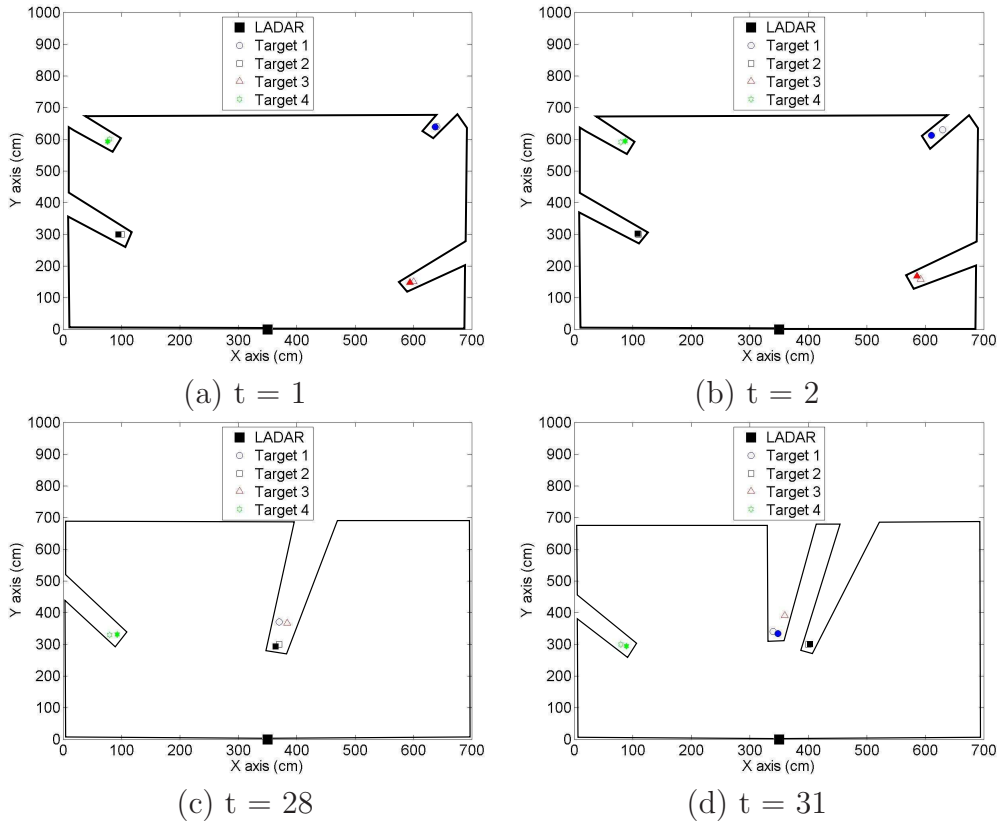 1000
900
800
700
600
500
400
300
200
100
0
Y axis (cm)
LADAR
Target 1
Target 2
Target 3
Target 4
0 100 200 300 400 500 600 700
X axis (cm)
(a) t = 1
1000
900
800
700
600
500
400
300
200
100
0
Y axis (cm)
LADAR
Target 1
Target 2
Target 3
Target 4
0 100 200 300 400 500 600 700
X axis (cm)
(b) t = 2
1000
900
800
700
600
500
400
300
200
100
0
Y axis (cm)
LADAR
Target 1
Target 2
Target 3
Target 4
0 100 200 300 400 500 600 700
X axis (cm)
(c) t = 28
1000
900
800
700
600
500
400
300
200
100
0
Y axis (cm)
LADAR
Target 1
Target 2
Target 3
Target 4
0 100 200 300 400 500 600 700
X axis (cm)
(d) t = 31